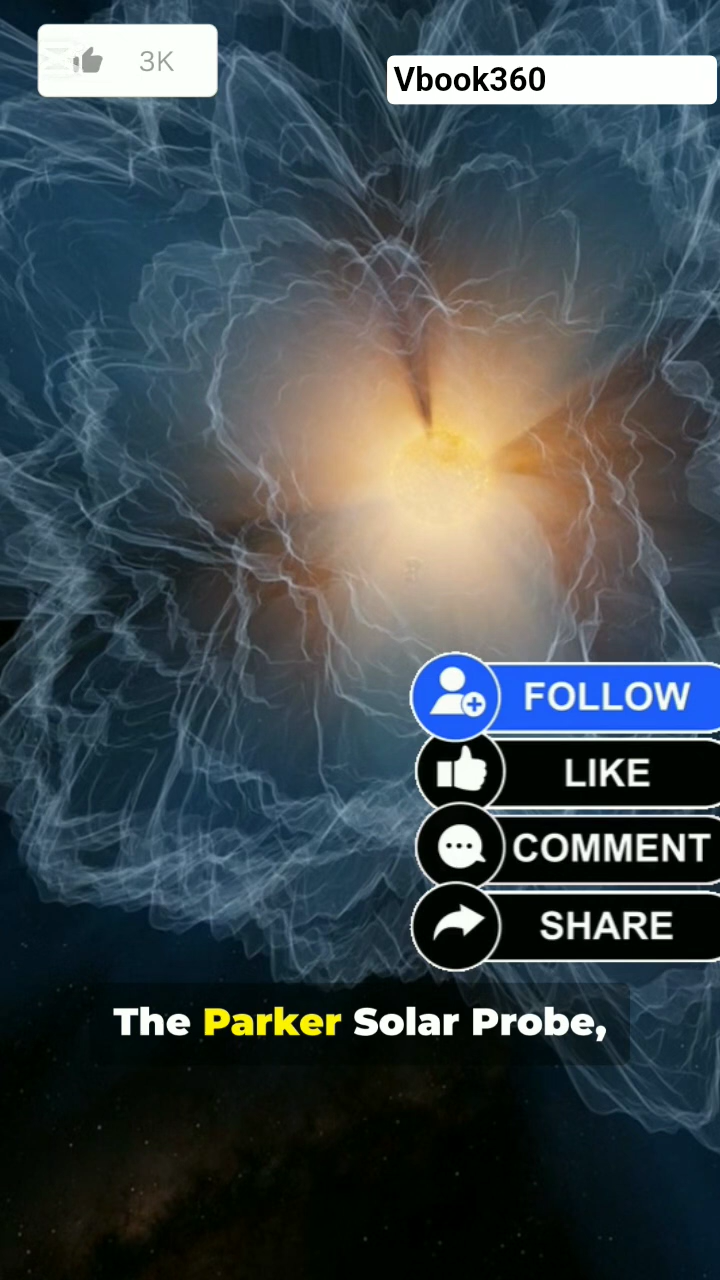 3K
Vbook360
FOLLOW
LIKE
COMMENT
SHARE
The Parker Solar Probe,